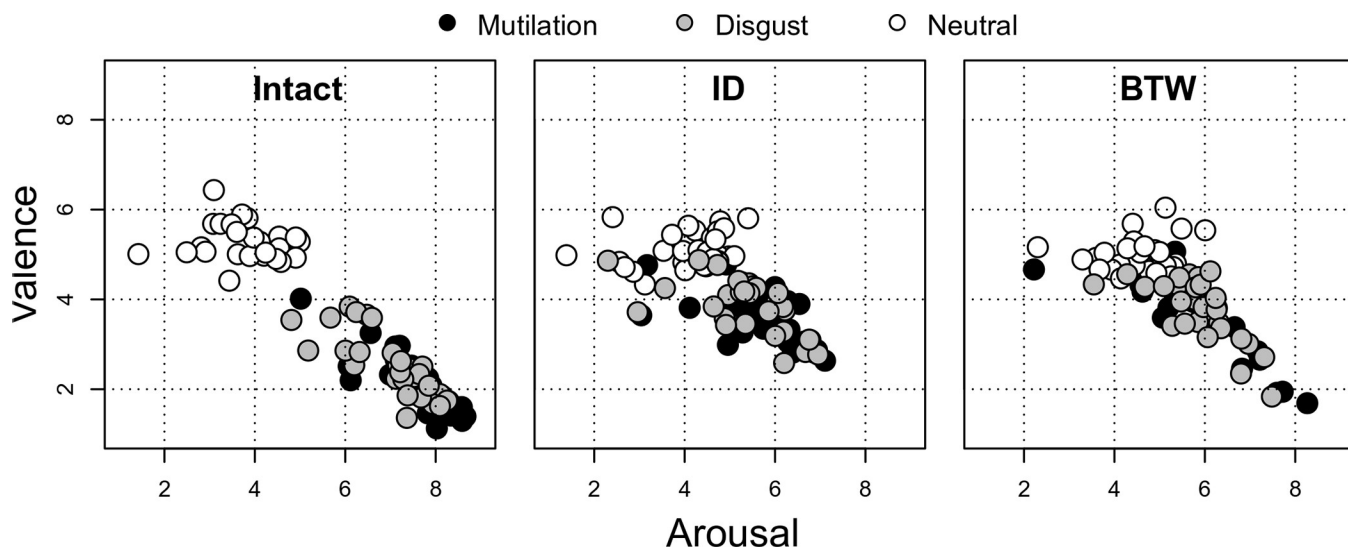 Mutilation Disgust Neutral
Intact ID BTW
Valence
8
6
4
2
2 4 6 8 2 4 6 8 2 4 6 8
Arousal